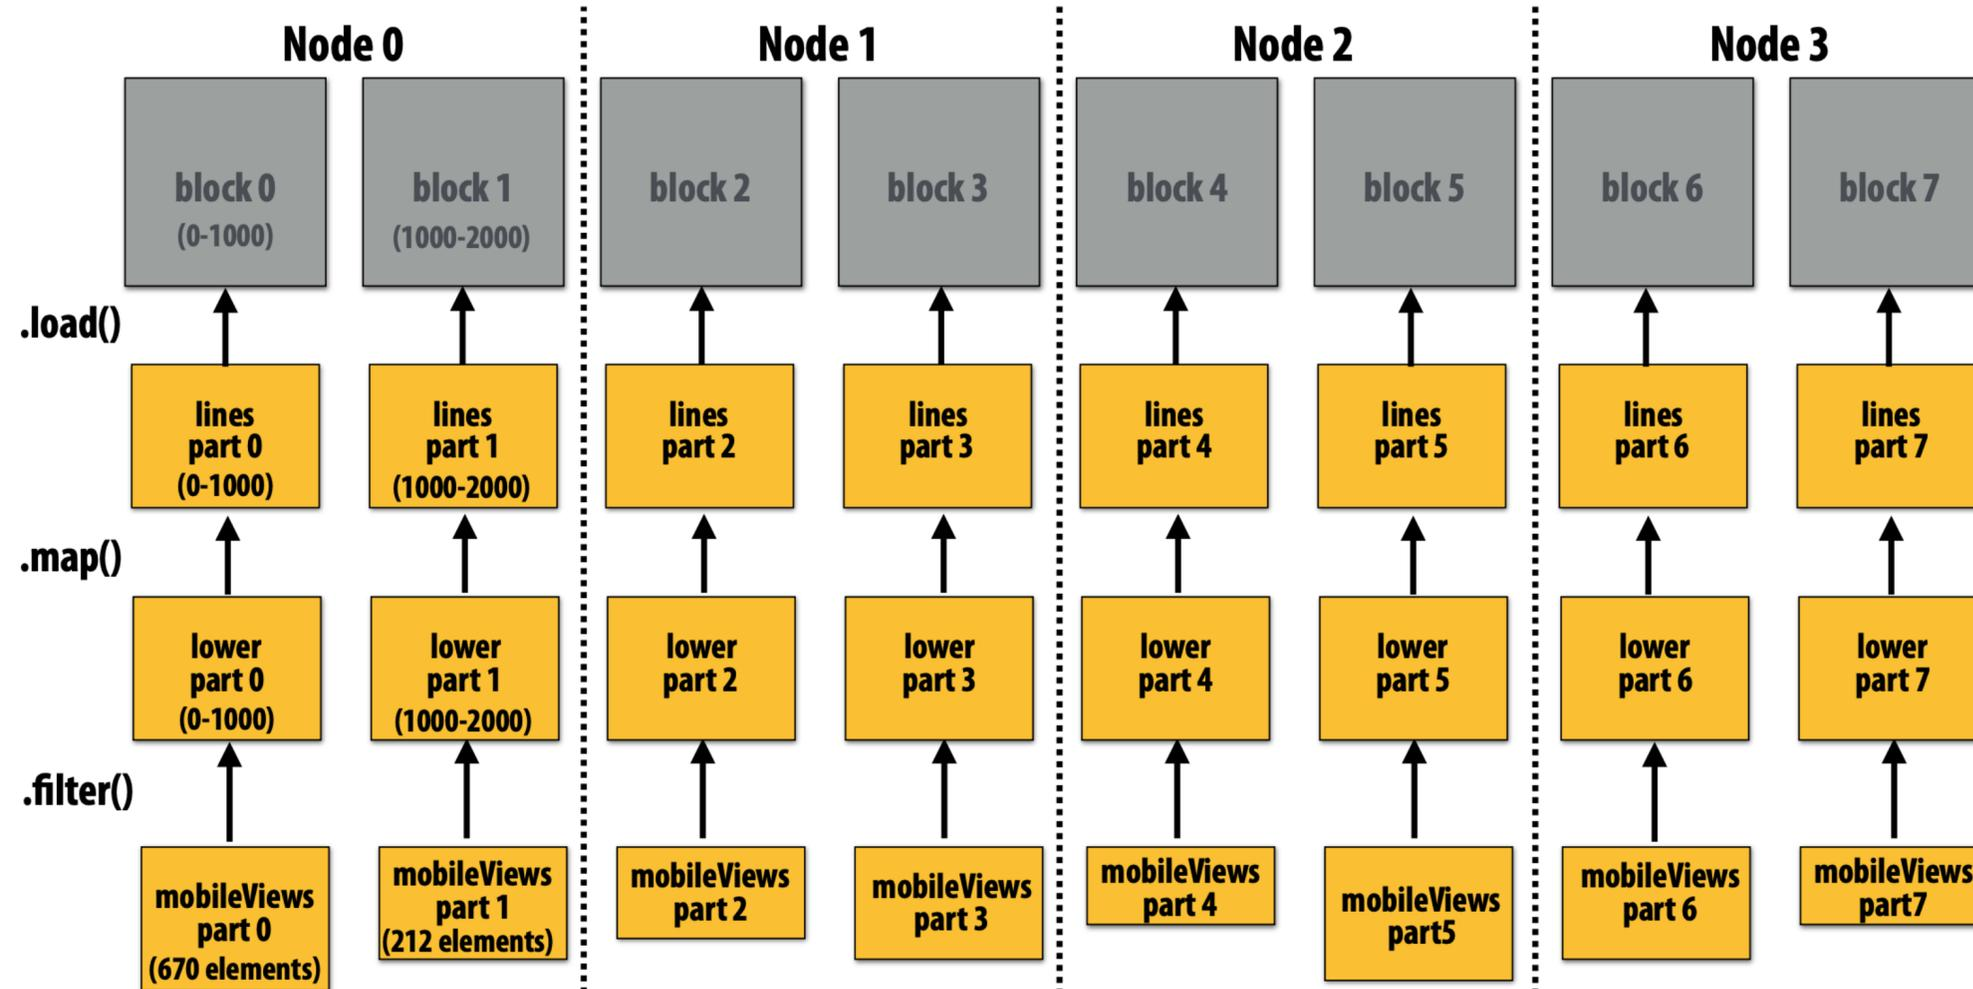 Node 0 Node 1 Node 2 Node 3
block 0 block 1 block 2 block 3 block 4 block 5 block 6 block 7
(0-1000) (1000-2000)
.load()
lines lines lines lines lines lines lines lines
part 0 part 1 part 2 part 3 part 4 part 5 part 6 part 7
(0-1000) (1000-2000)
.map()
lower lower lower lower lower lower lower lower
part 0 part 1 part 2 part 3 part 4 part 5 part 6 part 7
(0-1000) (1000-2000)
.filter()
mobileViews mobileViews mobileViews mobileViews mobileViews mobileViews mobileViews mobileViews
part 0 part 1 part 2 part 3 part 4 part5 part 6 part7
(670 elements) (212 elements)